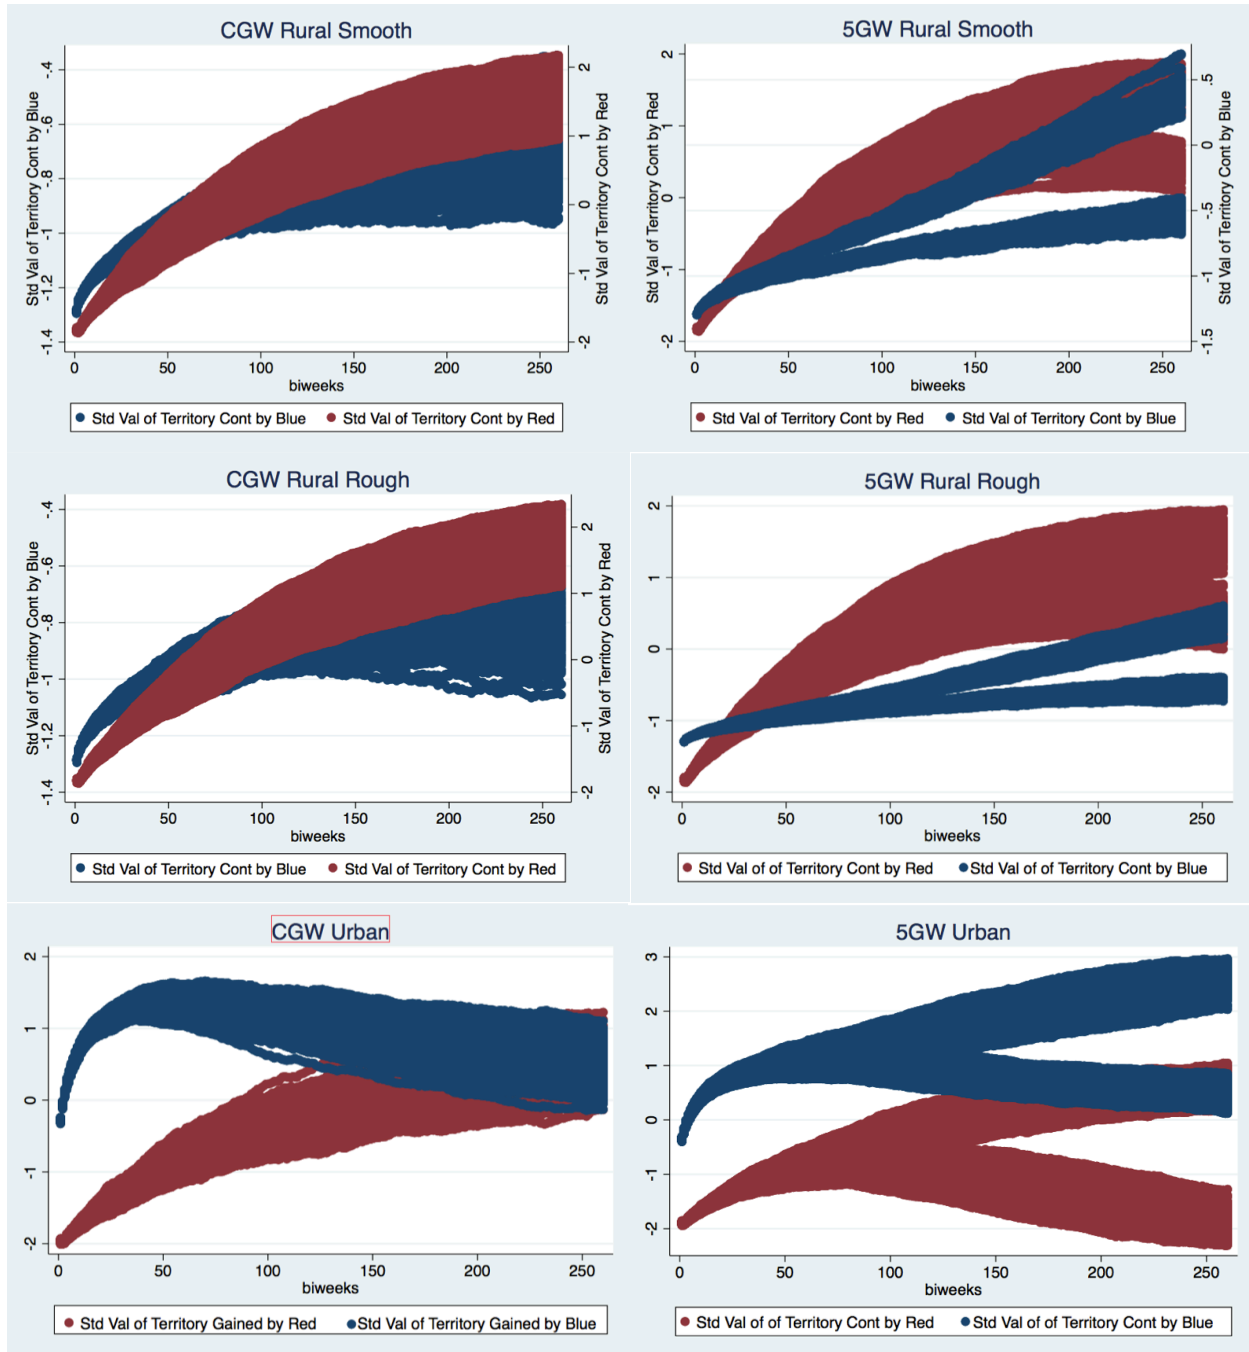 CGW Rural Smooth
Std Val of Territory Cont by Blue
-.4
-.6
-.8
-1
-1.2
-1.4
2
1
0
-1
-2
Std Val of Territory Cont by Red
0
50
100
150
200
250
biweeks
Std Val of Territory Cont by Blue
Std Val of Territory Cont by Red
5GW Rural Smooth
Std Val of Territory Cont by Red
2
1
0
-1
-2
.5
0
-.5
-1
-1.5
Std Val of Territory Cont by Blue
0
50
100
150
200
250
biweeks
Std Val of Territory Cont by Red
Std Val of Territory Cont by Blue
CGW Rural Rough
Std Val of Territory Cont by Blue
-.4
-.6
-.8
-1
-1.2
-1.4
2
1
0
-1
-2
Std Val of Territory Cont by Red
0
50
100
150
200
250
biweeks
Std Val of Territory Cont by Blue
Std Val of Territory Cont by Red
5GW Rural Rough
2
1
0
-1
-2
0
50
100
150
200
250
biweeks
Std Val of of Territory Cont by Red
Std Val of of Territory Cont by Blue
CGW Urban
2
1
0
-1
-2
0
50
100
150
200
250
biweeks
Std Val of Territory Gained by Red
Std Val of Territory Gained by Blue
5GW Urban
3
2
1
0
-1
-2
0
50
100
150
200
250
biweeks
Std Val of of Territory Cont by Red
Std Val of of Territory Cont by Blue